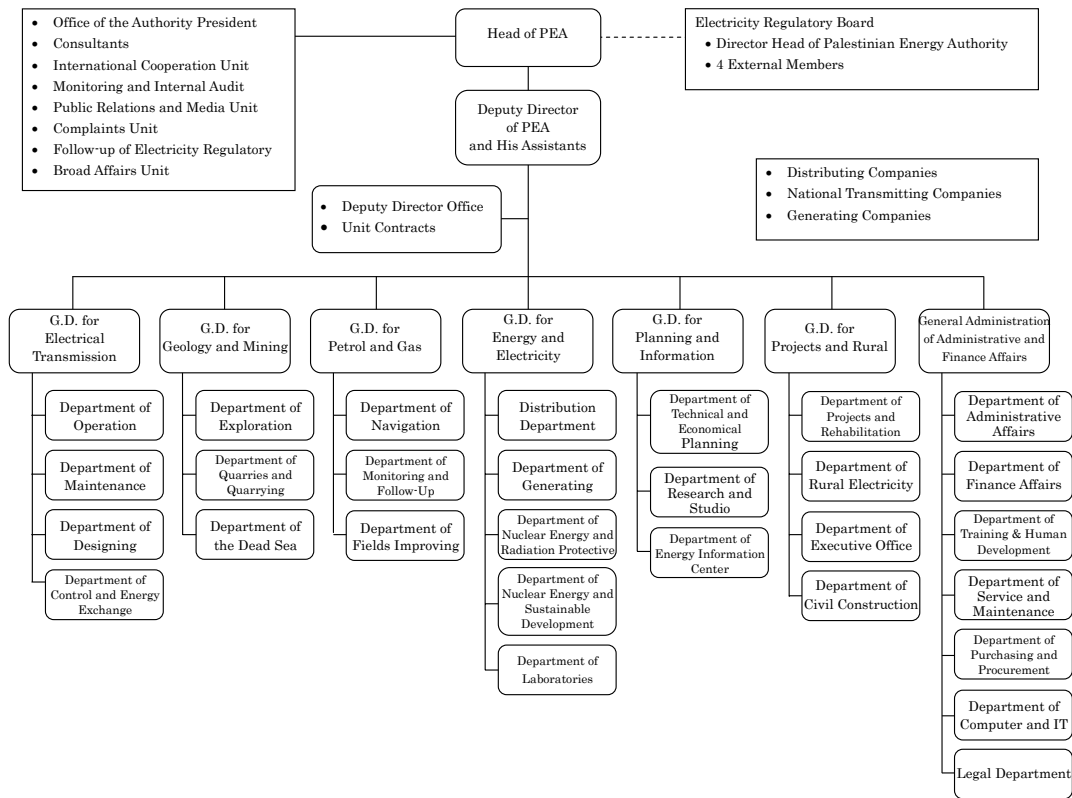 Office of the Authority President
Consultants
International Cooperation Unit
Monitoring and Internal Audit
Public Relations and Media Unit
Complaints Unit
Follow-up of Electricity Regulatory
Broad Affairs Unit
Head of PEA
Electricity Regulatory Board
Director Head of Palestinian Energy Authority
4 External Members
Deputy Director
of PEA
and His Assistants
Distributing Companies
National Transmitting Companies
Generating Companies
Deputy Director Office
Unit Contracts
G.D. for
Electrical
Transmission
Department of
Operation
Department of
Maintenance
Department of
Designing
Department of
Control and Energy
Exchange
G.D. for
Geology and Mining
Department of
Exploration
Department of
Quarries and
Quarrying
Department of
the Dead Sea
G.D. for
Petrol and Gas
Department of
Navigation
Department of
Monitoring and
Follow-Up
Department of
Fields Improving
G.D. for
Energy and
Electricity
Distribution
Department
Department of
Generating
Department of
Nuclear Energy and
Radiation Protective
Department of
Nuclear Energy and
Sustainable
Development
Department of
Laboratories
G.D. for
Planning and
Information
Department of
Technical and
Economical
Planning
Department of
Research and
Studio
Department of
Energy Information
Center
G.D. for
Projects and Rural
Department of
Projects and
Rehabilitation
Department of
Rural Electricity
Department of
Executive Office
Department of
Civil Construction
General Administration
of Administrative and
Finance Affairs
Department of
Administrative
Affairs
Department of
Finance Affairs
Department of
Training & Human
Development
Department of
Service and
Maintenance
Department of
Purchasing and
Procurement
Department of
Computer and IT
Legal Department